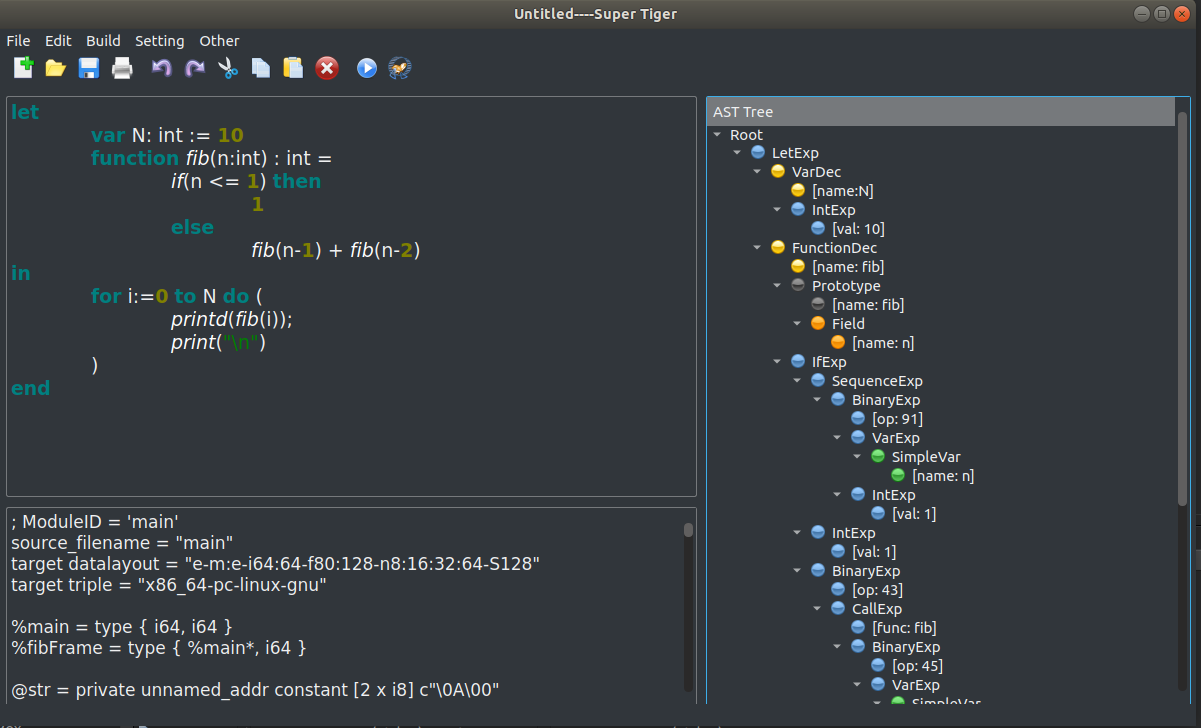 Untitled----Super Tiger
File Edit Build Setting Other
let
var N: int := 10
function fib(n:int) : int =
if(n <= 1) then
1
else
fib(n-1) + fib(n-2)
in
for i:=0 to N do (
printd(fib(i));
print("\n")
)
end
; ModuleID = 'main'
source_filename = "main"
target datalayout = "e-m:e-i64:64-f80:128-n8:16:32:64-S128"
target triple = "x86_64-pc-linux-gnu"
%main = type { i64, i64 }
%fibFrame = type { %main*, i64 }
@str = private unnamed_addr constant [2 x i8] c"\0A\00"
AST Tree
Root
LetExp
VarDec
[name:N]
IntExp
[val: 10]
FunctionDec
[name: fib]
Prototype
[name: fib]
Field
[name: n]
IfExp
SequenceExp
BinaryExp
[op: 91]
VarExp
SimpleVar
[name: n]
IntExp
[val: 1]
IntExp
[val: 1]
BinaryExp
[op: 43]
CallExp
[func: fib]
BinaryExp
[op: 45]
VarExp
SimpleVar